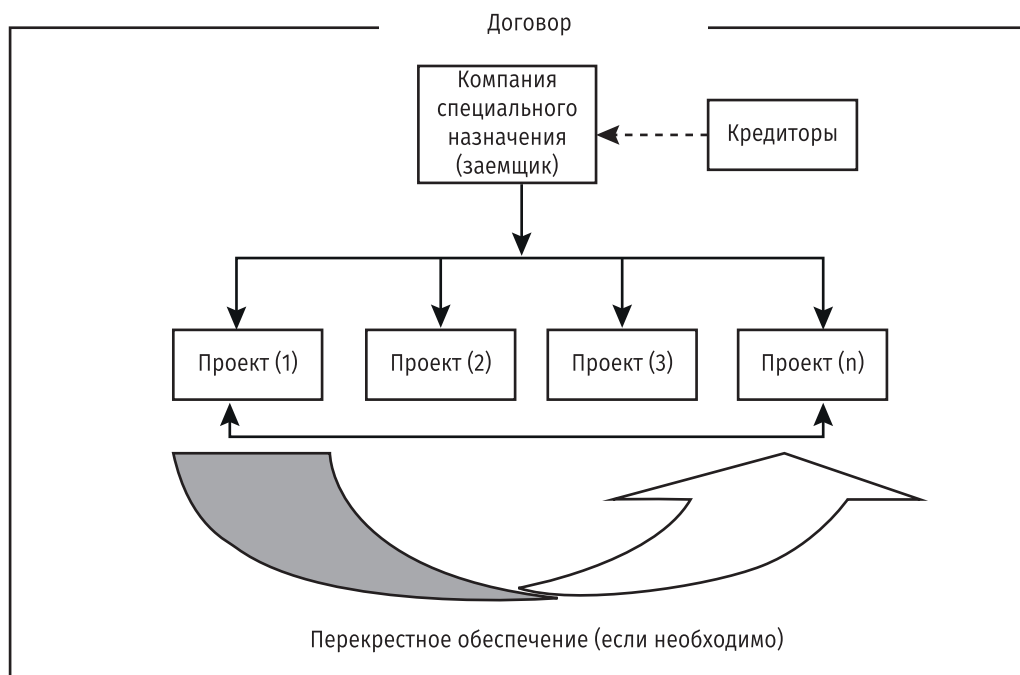 Договор
Компания
специального
назначения
(заемщик)
Кредиторы
Проект (1)
Проект (2)
Проект (3)
Проект (n)
Перекрестное обеспечение (если необходимо)